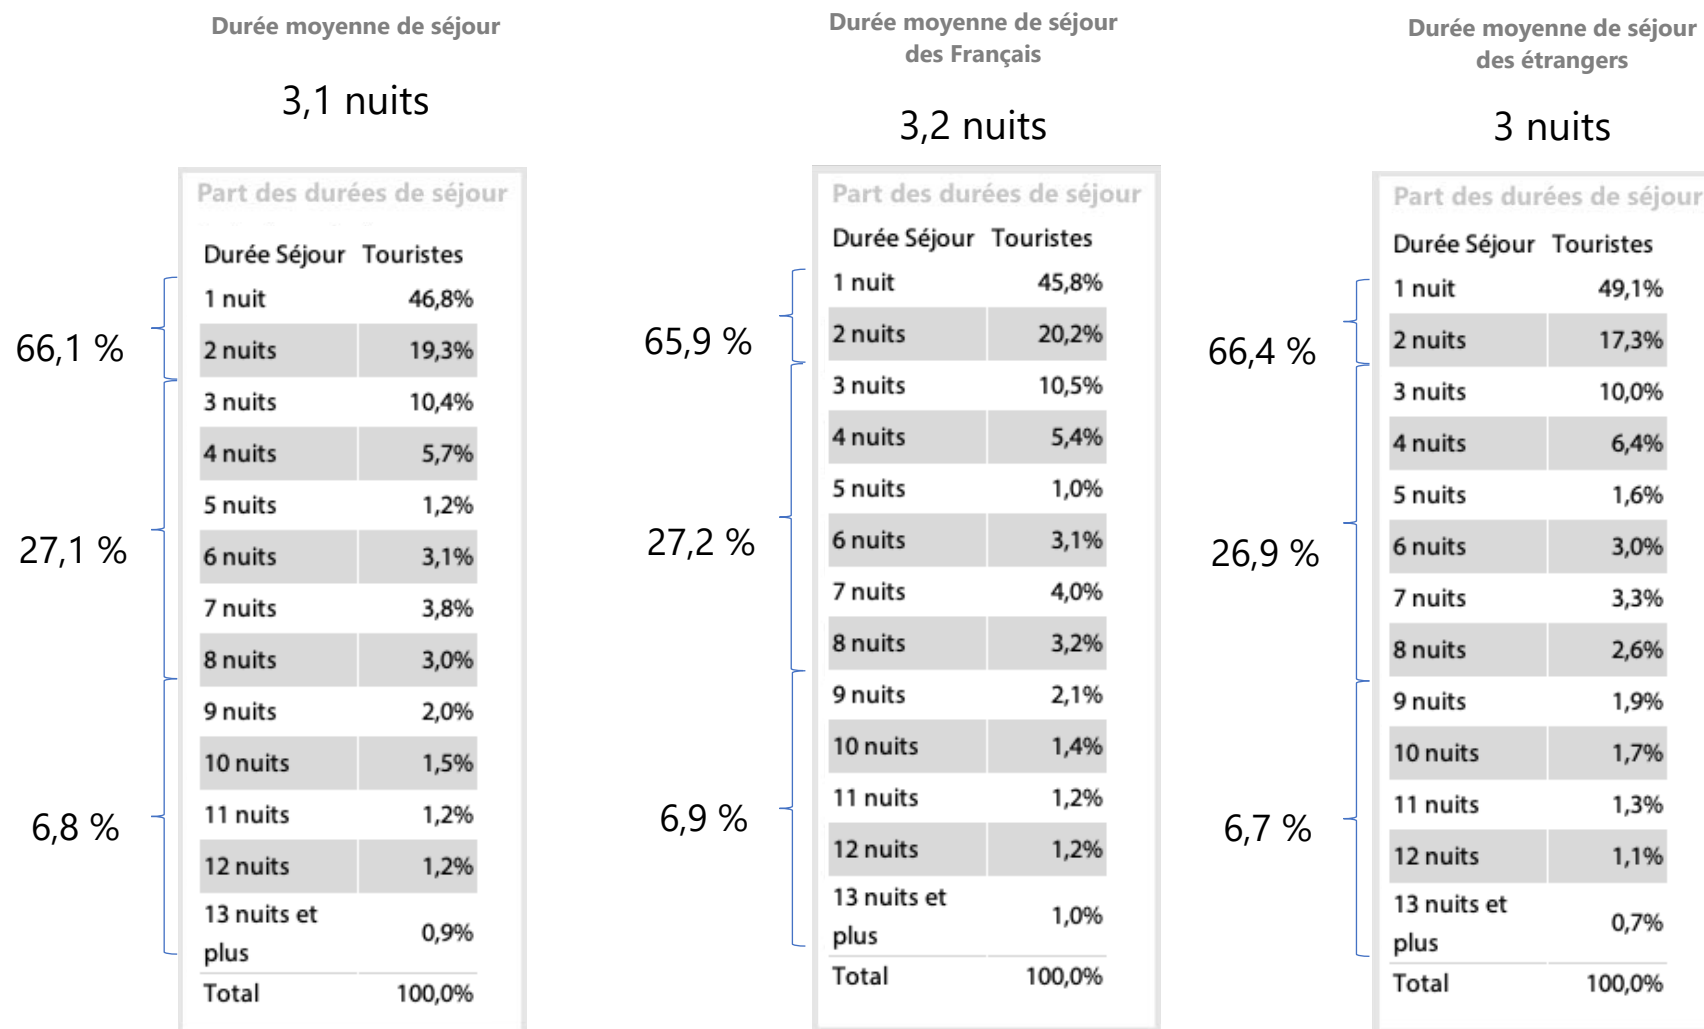 Durée moyenne de séjour
3,1 nuits
Part des durées de séjour
Durée Séjour Touristes
1 nuit 46,8%
2 nuits 19,3%
3 nuits 10,4%
4 nuits 5,7%
5 nuits 1,2%
6 nuits 3,1%
7 nuits 3,8%
8 nuits 3,0%
9 nuits 2,0%
10 nuits 1,5%
11 nuits 1,2%
12 nuits 1,2%
13 nuits et
plus 0,9%
Total 100,0%
66,1 %
27,1 %
6,8 %
Durée moyenne de séjour
des Français
3,2 nuits
Part des durées de séjour
Durée Séjour Touristes
1 nuit 45,8%
2 nuits 20,2%
3 nuits 10,5%
4 nuits 5,4%
5 nuits 1,0%
6 nuits 3,1%
7 nuits 4,0%
8 nuits 3,2%
9 nuits 2,1%
10 nuits 1,4%
11 nuits 1,2%
12 nuits 1,2%
13 nuits et
plus 1,0%
Total 100,0%
65,9 %
27,2 %
6,9 %
Durée moyenne de séjour
des étrangers
3 nuits
Part des durées de séjour
Durée Séjour Touristes
1 nuit 49,1%
2 nuits 17,3%
3 nuits 10,0%
4 nuits 6,4%
5 nuits 1,6%
6 nuits 3,0%
7 nuits 3,3%
8 nuits 2,6%
9 nuits 1,9%
10 nuits 1,7%
11 nuits 1,3%
12 nuits 1,1%
13 nuits et
plus 0,7%
Total 100,0%
66,4 %
26,9 %
6,7 %